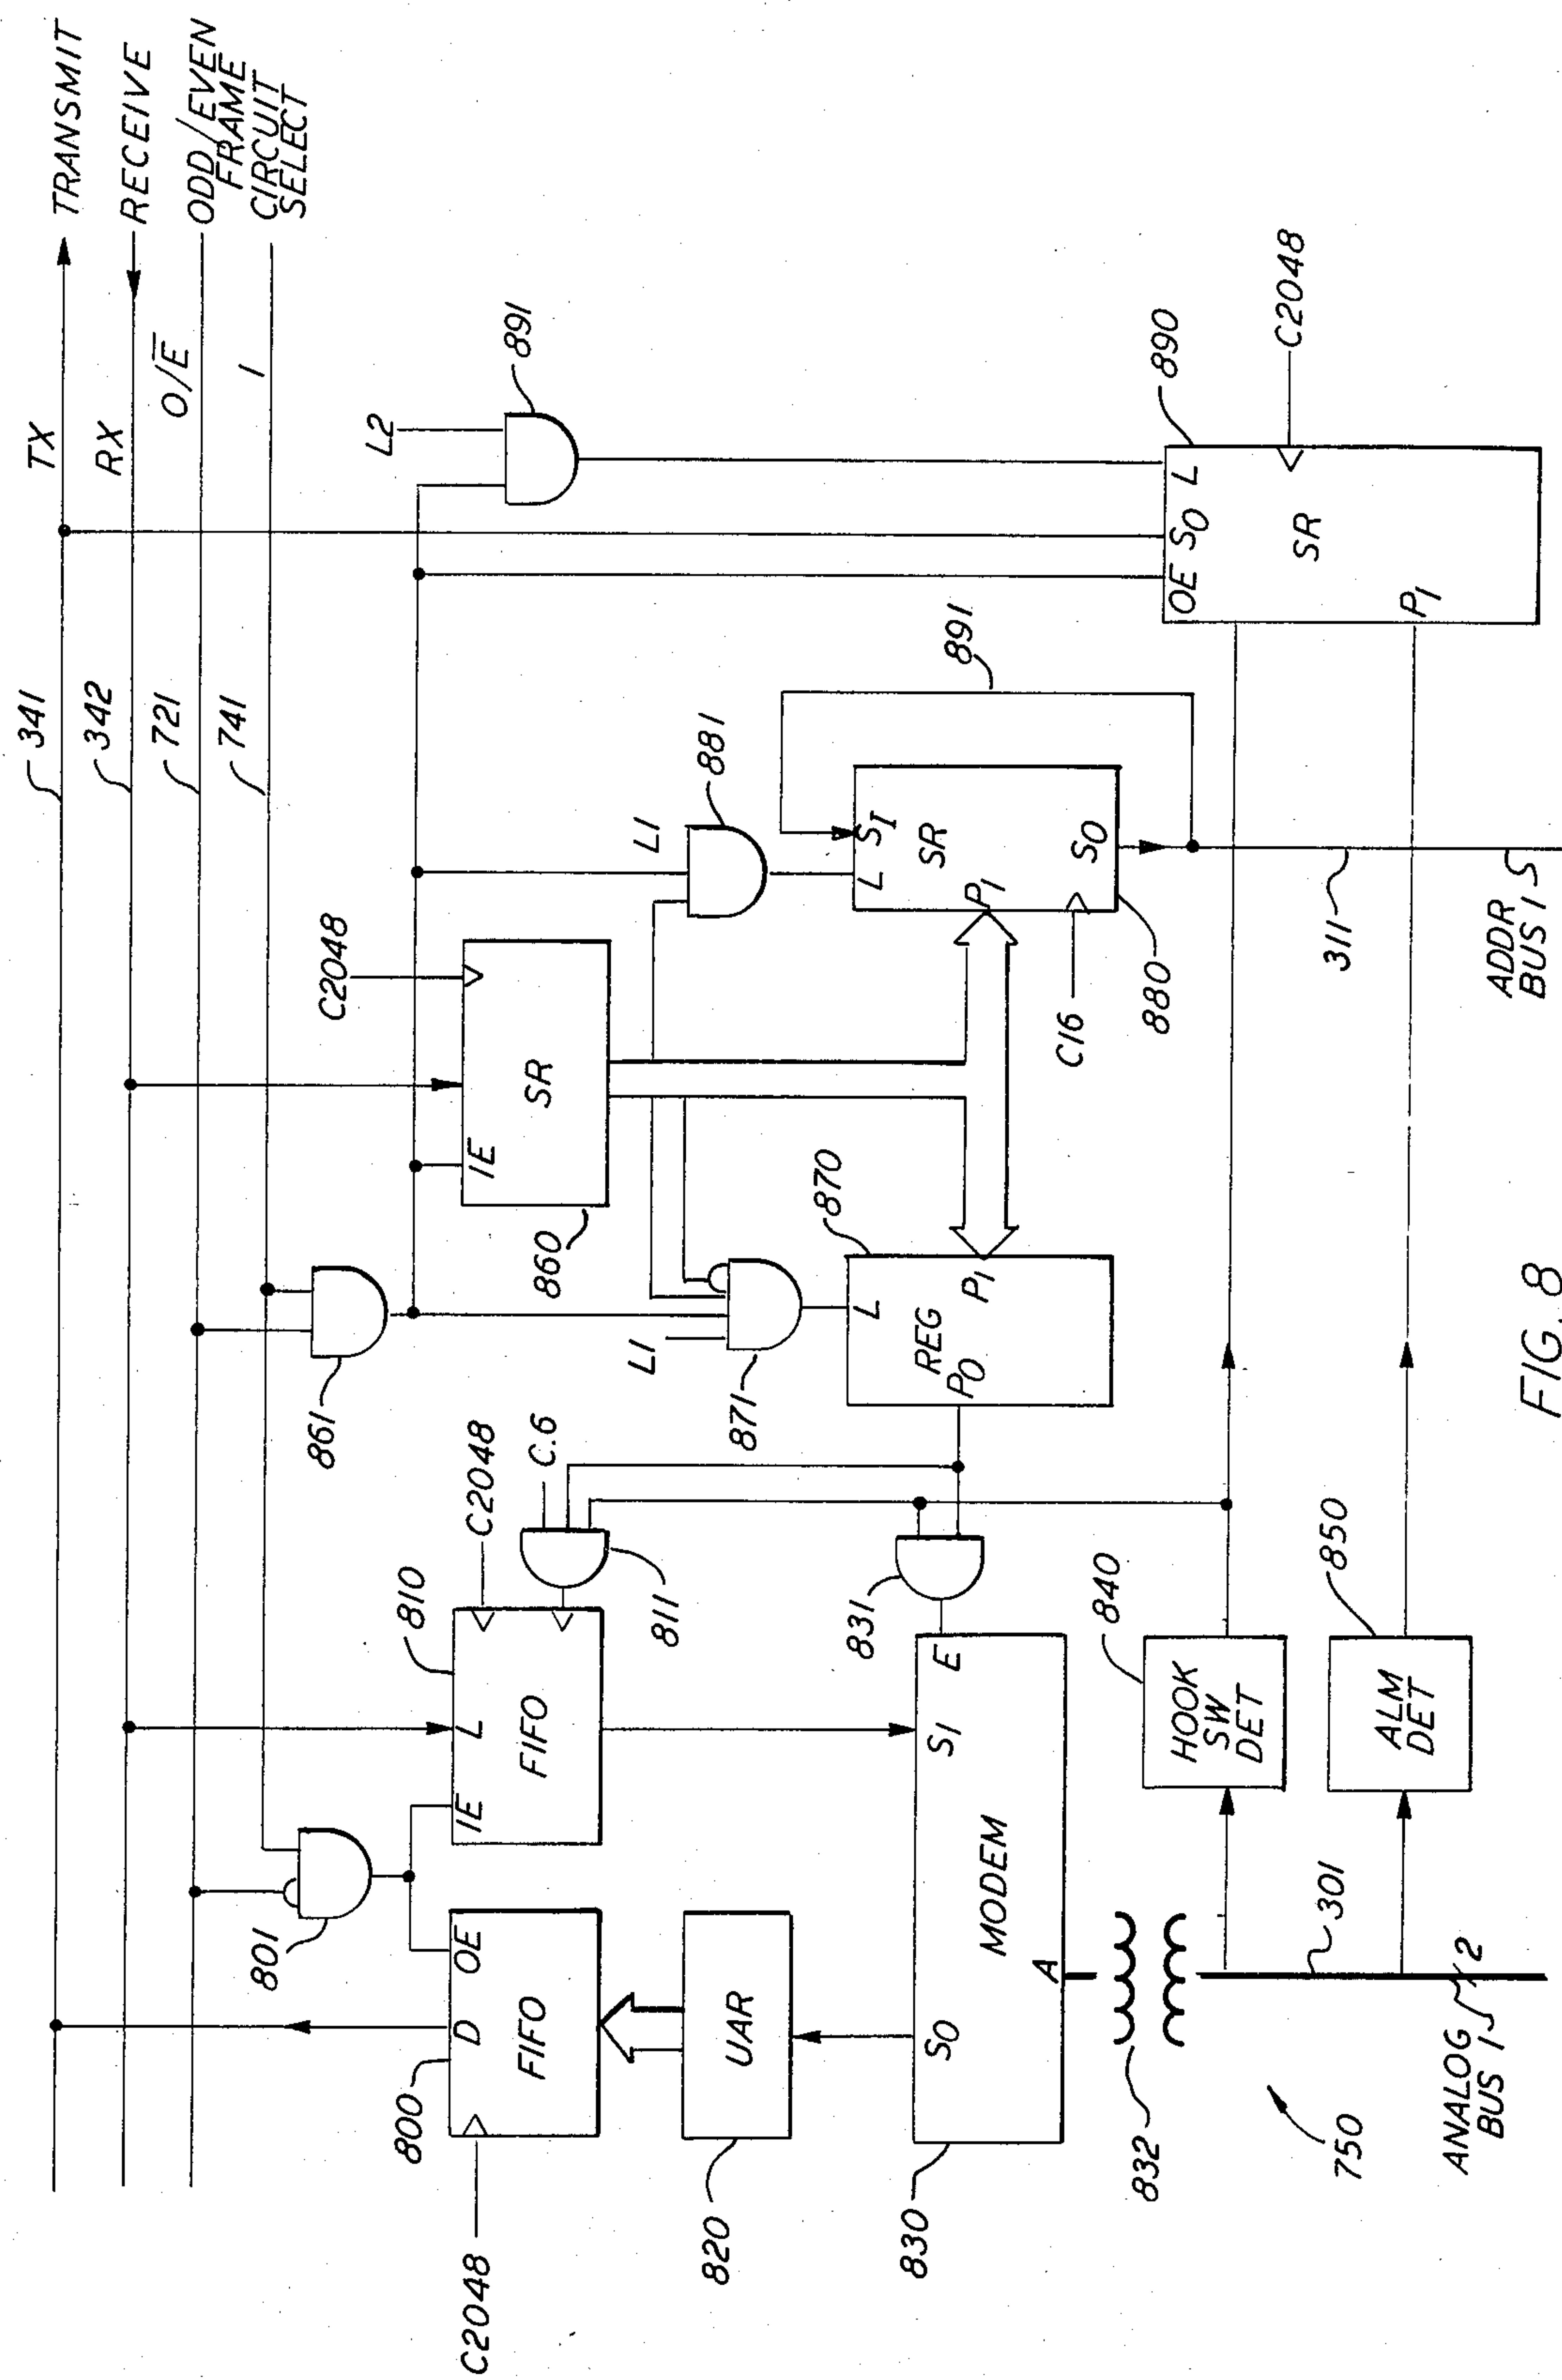 TX
TRANSMIT
341
RX
RECEIVE
342
O/E̅
ODD/EVEN
FRAME
721
1
CIRCUIT
SELECT
741
801
861
L2
891
C2048
800
D
OE
FIFO
IE
L
FIFO
810
C2048
C.6
811
IE
SR
860
C2048
L1
871
L1
881
820
UAR
830
SO
MODEM
A
SI
E
831
L
REG
PO
PI
870
L
SI
SR
PI
SO
C16
880
891
OE
SO
L
SR
PI
890
C2048
832
840
HOOK
SW
DET
850
ALM
DET
301
2
ANALOG
BUS 1
750
311
ADDR
BUS 1
FIG. 8